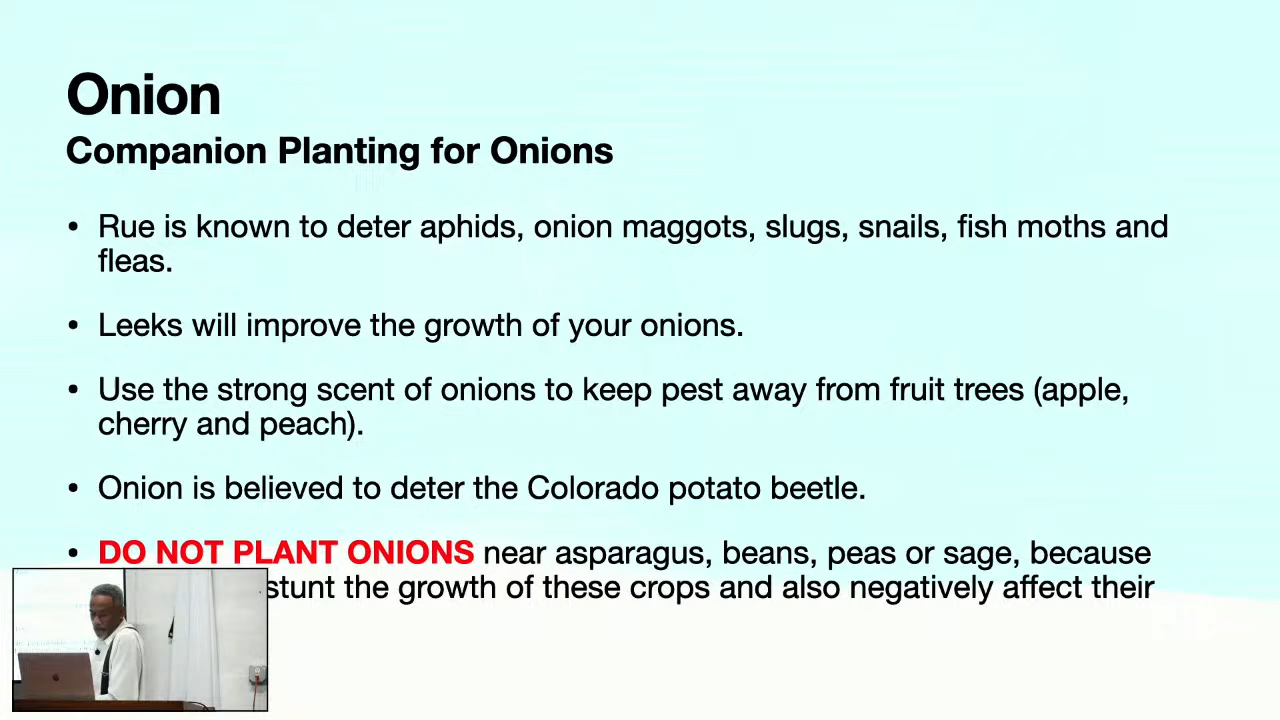 Onion
Companion Planting for Onions
• Rue is known to deter aphids, onion maggots, slugs, snails, fish moths and
fleas.
• Leeks will improve the growth of your onions.
• Use the strong scent of onions to keep pest away from fruit trees (apple,
cherry and peach).
• Onion is believed to deter the Colorado potato beetle.
• DO NOT PLANT ONIONS near asparagus, beans, peas or sage, because
stunt the growth of these crops and also negatively affect their